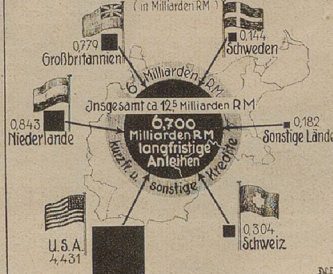 (in Milliarden RM)
0,779
Großbritannien
0,144
Schweden
6 Milliarden RM
Insgesamt ca. 12,5 Milliarden RM
0,843
Niederlande
6,700
Milliarden RM
langfristige
Anleihen
kurzfr. u. sonstige Kredite
0,182
Sonstige Lände
U.S.A.
4,431
0,304
Schweiz